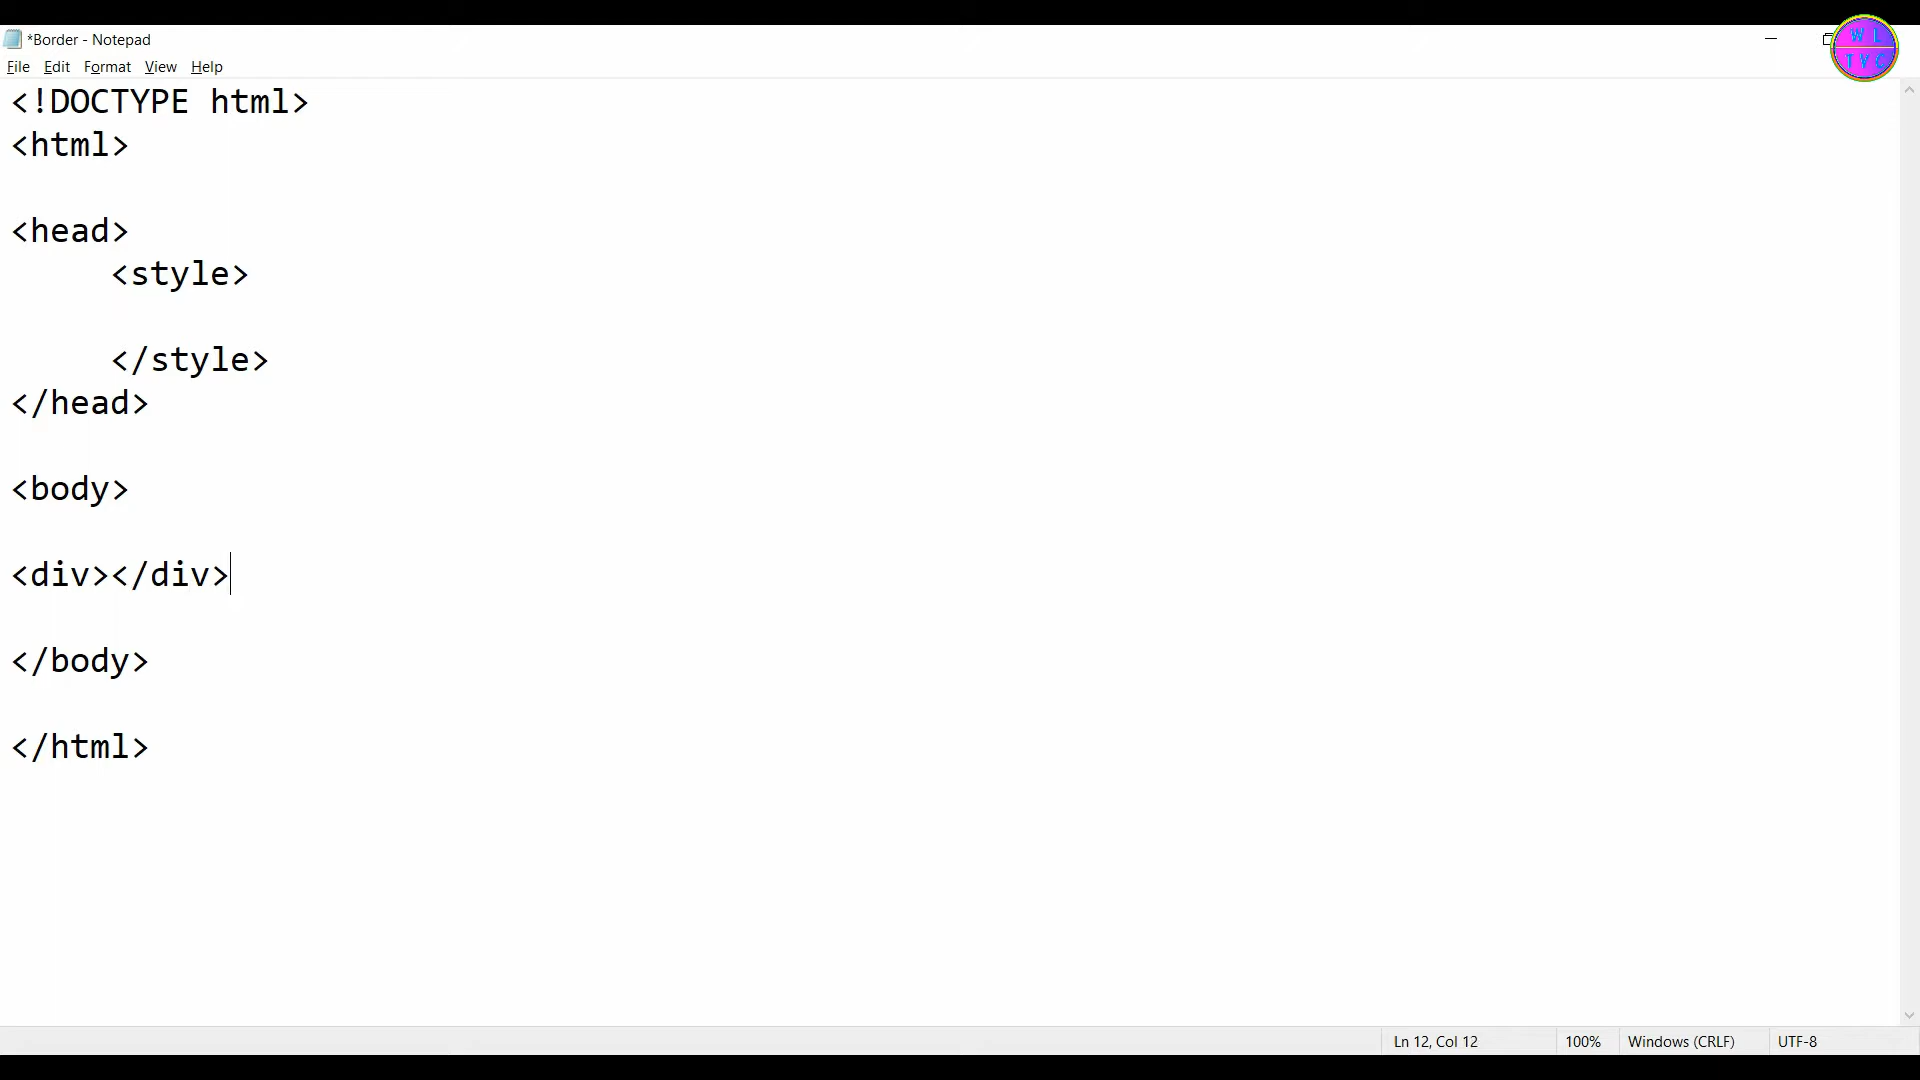 *Border - Notepad
W L
T Y C
File Edit Format View Help
<!DOCTYPE html>
<html>
<head>
<style>
</style>
</head>
<body>
<div></div>
</body>
</html>
Ln 12, Col 12 100% Windows (CRLF) UTF-8